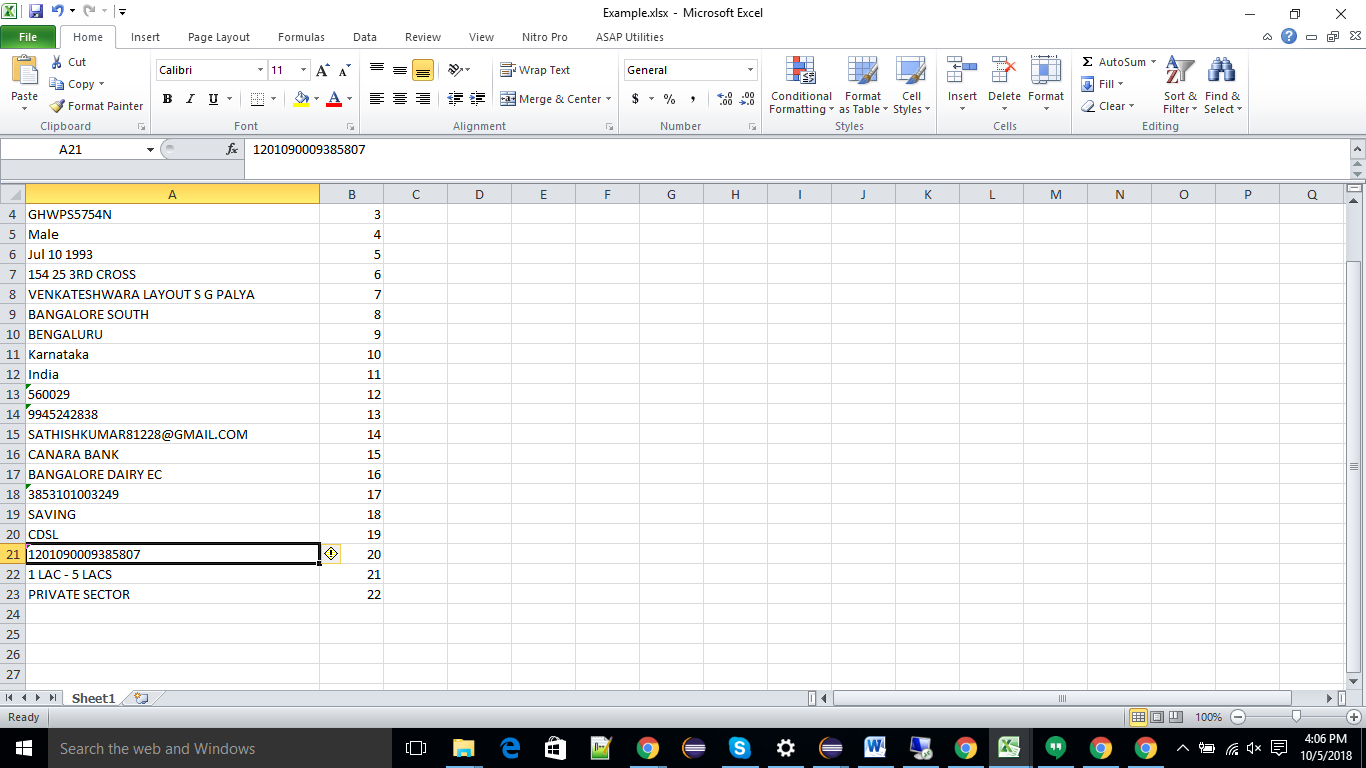 Example.xlsx - Microsoft Excel
File Home Insert Page Layout Formulas Data Review View Nitro Pro ASAP Utilities
Paste
Cut
Copy
Format Painter
Clipboard
Calibri 11
B I U
Font
Wrap Text
Merge & Center
Alignment
General
$ % ,
Number
Conditional Formatting
Format as Table
Cell Styles
Styles
Insert Delete Format
Cells
Σ AutoSum
Fill
Clear
Sort & Filter
Find & Select
Editing
A21 fx 1201090009385807
A B C D E F G H I J K L M N O P Q
4 GHWPS5754N 3
5 Male 4
6 Jul 10 1993 5
7 154 25 3RD CROSS 6
8 VENKATESHWARA LAYOUT S G PALYA 7
9 BANGALORE SOUTH 8
10 BENGALURU 9
11 Karnataka 10
12 India 11
13 560029 12
14 9945242838 13
15 SATHISHKUMAR81228@GMAIL.COM 14
16 CANARA BANK 15
17 BANGALORE DAIRY EC 16
18 3853101003249 17
19 SAVING 18
20 CDSL 19
21 1201090009385807 20
22 1 LAC - 5 LACS 21
23 PRIVATE SECTOR 22
24
25
26
27
Sheet1
Ready 100%
Search the web and Windows
4:06 PM
10/5/2018